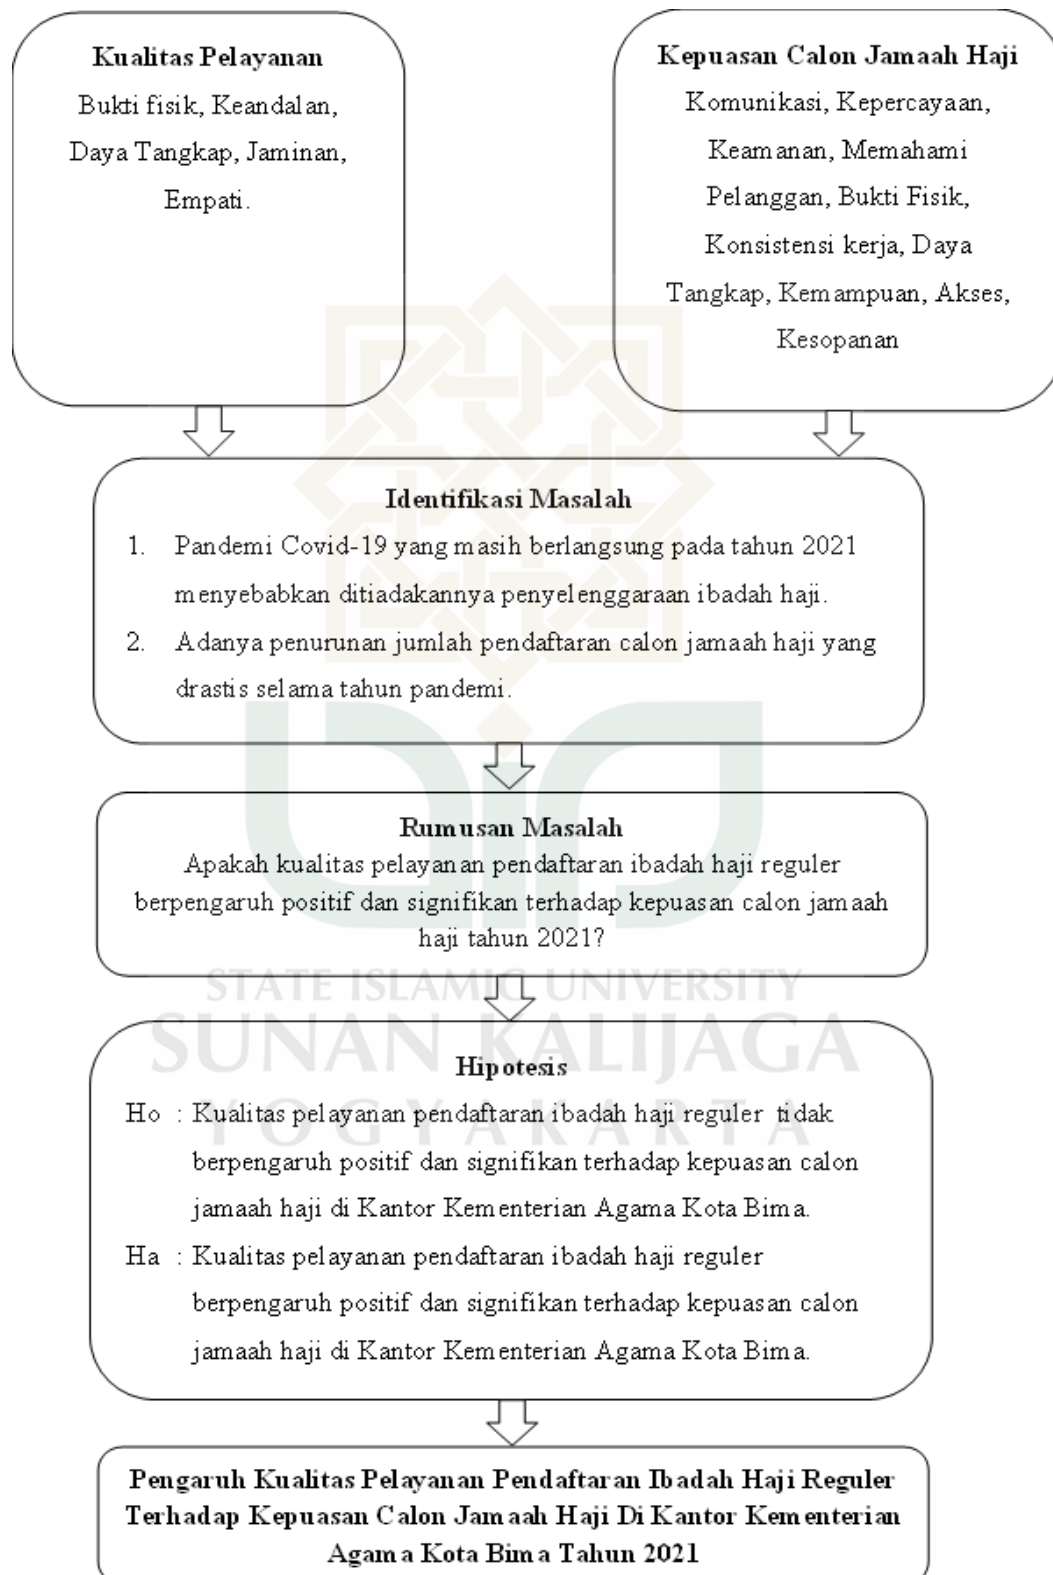 Kualitas Pelayanan
Bukti fisik, Keandalan,
Daya Tangkap, Jaminan,
Empati.
Kepuasan Calon Jamaah Haji
Komunikasi, Kepercayaan,
Keamanan, Memahami
Pelanggan, Bukti Fisik,
Konsistensi kerja, Daya
Tangkap, Kemampuan, Akses,
Kesopanan
Identifikasi Masalah
1. Pandemi Covid-19 yang masih berlangsung pada tahun 2021
menyebabkan ditiadakannya penyelenggaraan ibadah haji.
2. Adanya penurunan jumlah pendaftaran calon jamaah haji yang
drastis selama tahun pandemi.
Rumusan Masalah
Apakah kualitas pelayanan pendaftaran ibadah haji reguler
berpengaruh positif dan signifikan terhadap kepuasan calon jamaah
haji tahun 2021?
STATE ISLAMIC UNIVERSITY
SUNAN KALIJAGA
YOGYAKARTA
Hipotesis
Ho : Kualitas pelayanan pendaftaran ibadah haji reguler tidak
berpengaruh positif dan signifikan terhadap kepuasan calon
jamaah haji di Kantor Kementerian Agama Kota Bima.
Ha : Kualitas pelayanan pendaftaran ibadah haji reguler
berpengaruh positif dan signifikan terhadap kepuasan calon
jamaah haji di Kantor Kementerian Agama Kota Bima.
Pengaruh Kualitas Pelayanan Pendaftaran Ibadah Haji Reguler
Terhadap Kepuasan Calon Jamaah Haji Di Kantor Kementerian
Agama Kota Bima Tahun 2021